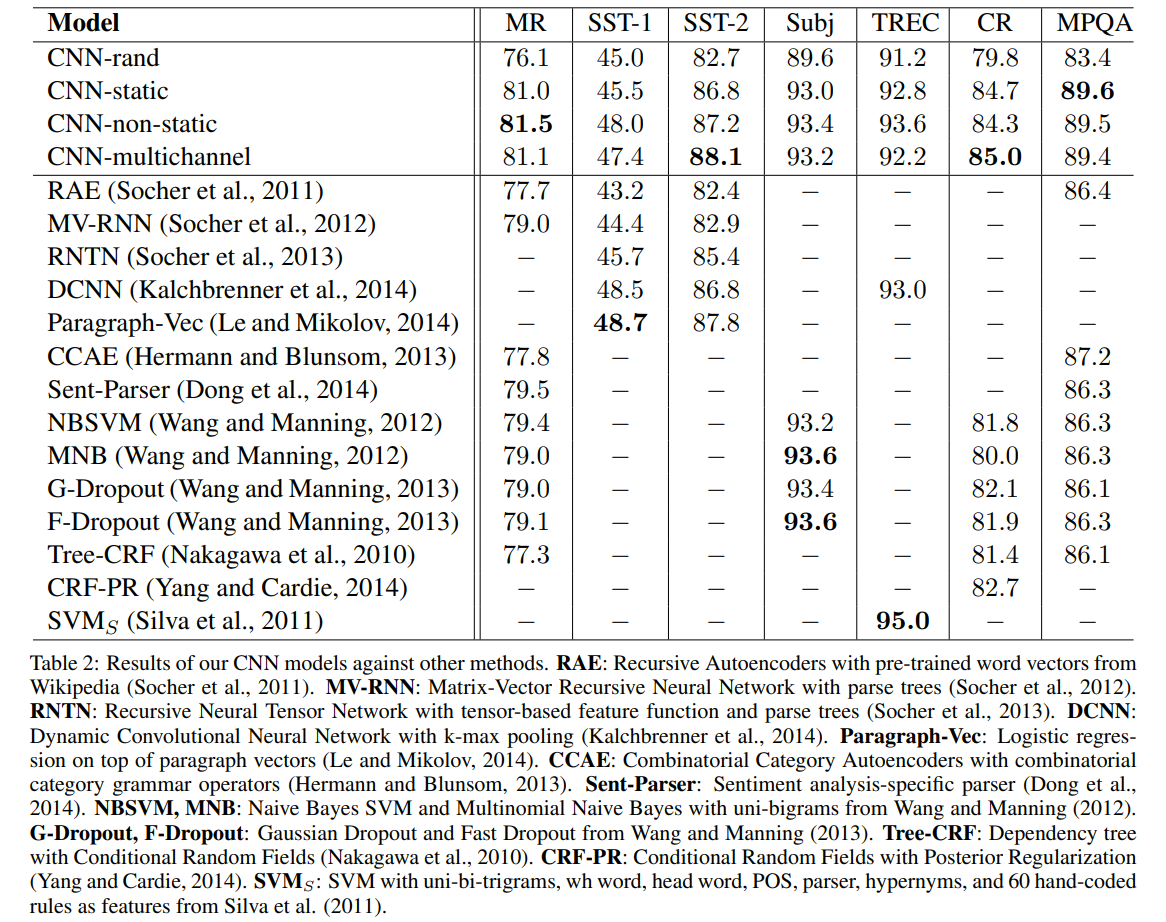 Model MR SST-1 SST-2 Subj TREC CR MPQA
CNN-rand 76.1 45.0 82.7 89.6 91.2 79.8 83.4
CNN-static 81.0 45.5 86.8 93.0 92.8 84.7 89.6
CNN-non-static 81.5 48.0 87.2 93.4 93.6 84.3 89.5
CNN-multichannel 81.1 47.4 88.1 93.2 92.2 85.0 89.4
RAE (Socher et al., 2011) 77.7 43.2 82.4 – – – 86.4
MV-RNN (Socher et al., 2012) 79.0 44.4 82.9 – – – –
RNTN (Socher et al., 2013) – 45.7 85.4 – – – –
DCNN (Kalchbrenner et al., 2014) – 48.5 86.8 – 93.0 – –
Paragraph-Vec (Le and Mikolov, 2014) – 48.7 87.8 – – – –
CCAE (Hermann and Blunsom, 2013) 77.8 – – – – – 87.2
Sent-Parser (Dong et al., 2014) 79.5 – – – – – 86.3
NBSVM (Wang and Manning, 2012) 79.4 – – 93.2 – 81.8 86.3
MNB (Wang and Manning, 2012) 79.0 – – 93.6 – 80.0 86.3
G-Dropout (Wang and Manning, 2013) 79.0 – – 93.4 – 82.1 86.1
F-Dropout (Wang and Manning, 2013) 79.1 – – 93.6 – 81.9 86.3
Tree-CRF (Nakagawa et al., 2010) 77.3 – – – – 81.4 86.1
CRF-PR (Yang and Cardie, 2014) – – – – – 82.7 –
SVMS (Silva et al., 2011) – – – – 95.0 – –
Table 2: Results of our CNN models against other methods. RAE: Recursive Autoencoders with pre-trained word vectors from
Wikipedia (Socher et al., 2011). MV-RNN: Matrix-Vector Recursive Neural Network with parse trees (Socher et al., 2012).
RNTN: Recursive Neural Tensor Network with tensor-based feature function and parse trees (Socher et al., 2013). DCNN:
Dynamic Convolutional Neural Network with k-max pooling (Kalchbrenner et al., 2014). Paragraph-Vec: Logistic regres-
sion on top of paragraph vectors (Le and Mikolov, 2014). CCAE: Combinatorial Category Autoencoders with combinatorial
category grammar operators (Hermann and Blunsom, 2013). Sent-Parser: Sentiment analysis-specific parser (Dong et al.,
2014). NBSVM, MNB: Naive Bayes SVM and Multinomial Naive Bayes with uni-bigrams from Wang and Manning (2012).
G-Dropout, F-Dropout: Gaussian Dropout and Fast Dropout from Wang and Manning (2013). Tree-CRF: Dependency tree
with Conditional Random Fields (Nakagawa et al., 2010). CRF-PR: Conditional Random Fields with Posterior Regularization
(Yang and Cardie, 2014). SVMS: SVM with uni-bi-trigrams, wh word, head word, POS, parser, hypernyms, and 60 hand-coded
rules as features from Silva et al. (2011).